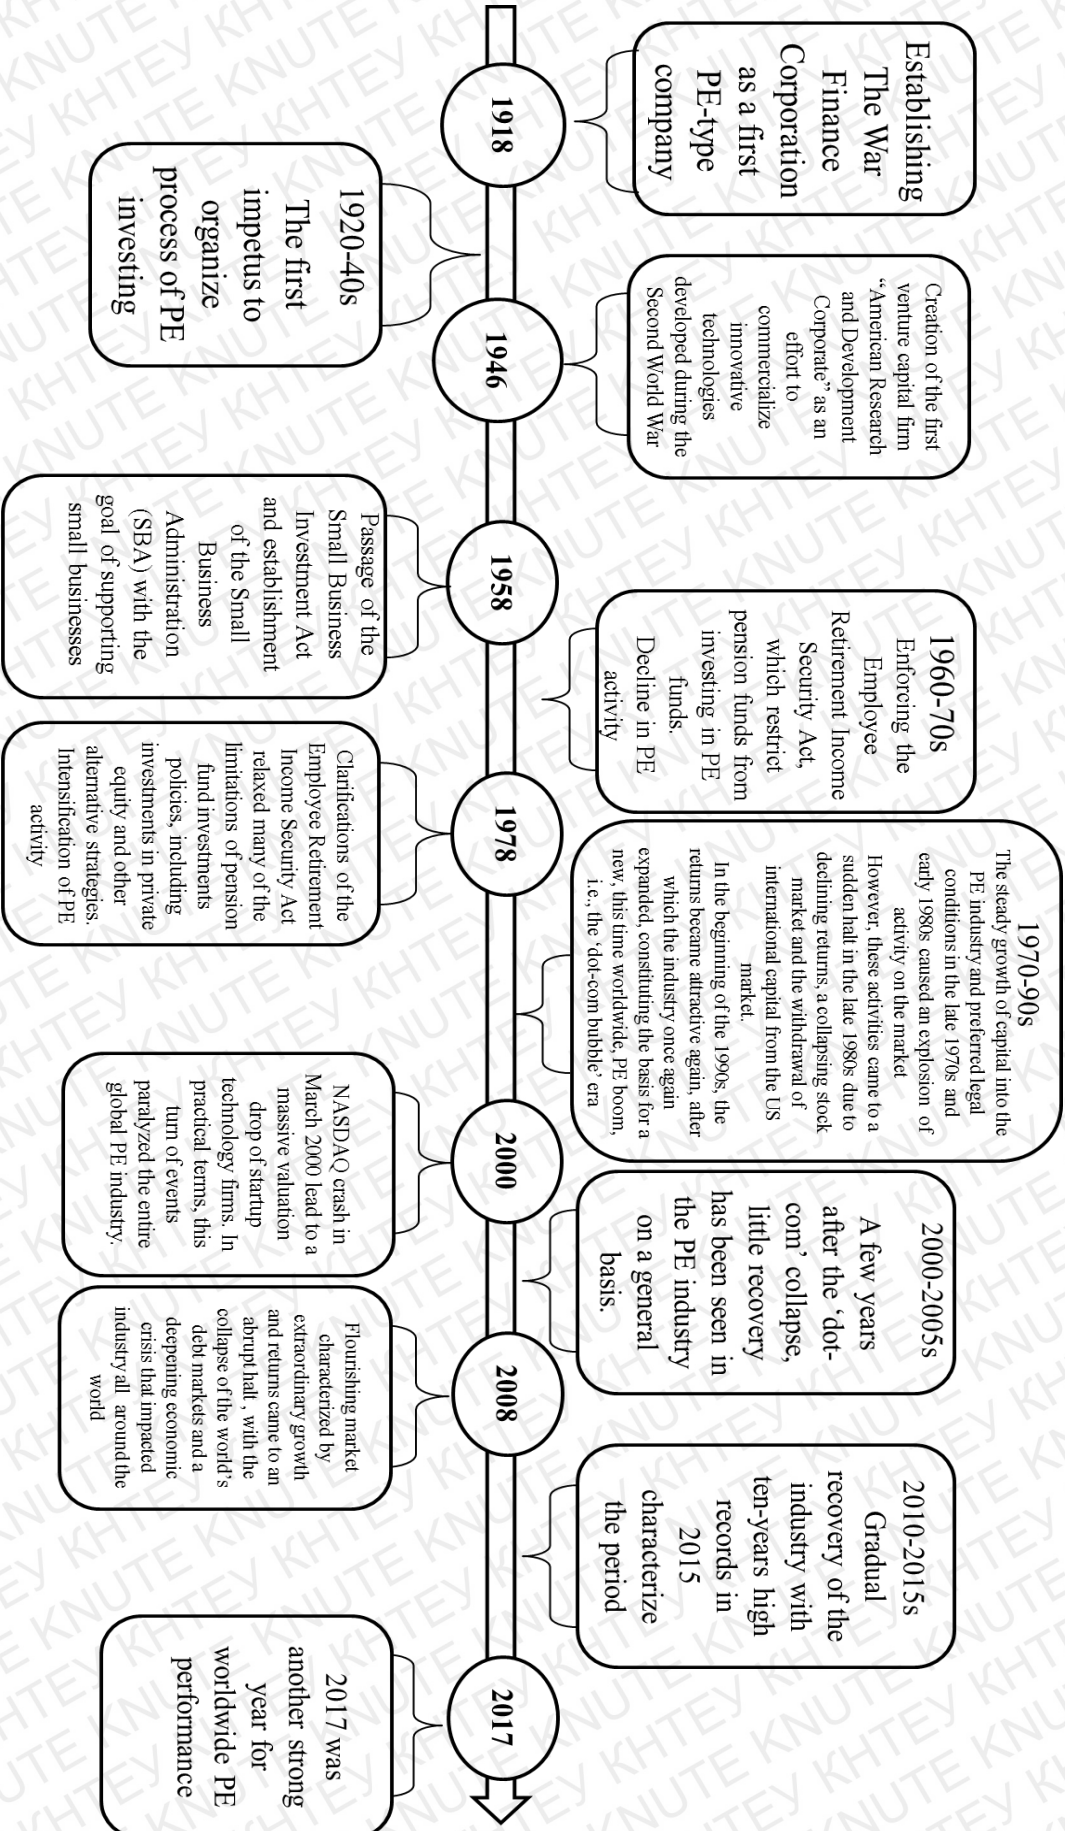 Establishing
The War
Finance
Corporation
as a first
PE-type
company
Creation of the first
venture capital firm
“American Research
and Development
Corporate” as an
effort to
commercialize
innovative
technologies
developed during the
Second World War
1960-70s
Enforcing the
Employee
Retirement Income
Security Act,
which restrict
pension funds from
investing in PE
funds.
Decline in PE
activity
1970-90s
The steady growth of capital into the
PE industry and preferred legal
conditions in the late 1970s and
early 1980s caused an explosion of
activity on the market
However, these activities came to a
sudden halt in the late 1980s due to
declining returns, a collapsing stock
market and the withdrawal of
international capital from the US
market.
In the beginning of the 1990s, the
returns became attractive again, after
which the industry once again
expanded, constituting the basis for a
new, this time worldwide, PE boom,
i.e., the ‘dot-com bubble’ era
2000-2005s
A few years
after the ‘dot-
com’ collapse,
little recovery
has been seen in
the PE industry
on a general
basis.
2010-2015s
Gradual
recovery of the
industry with
ten-years high
records in
2015
characterize
the period
1918
1946
1958
1978
2000
2008
2017
1920-40s
The first
impetus to
organize
process of PE
investing
Passage of the
Small Business
Investment Act
and establishment
of the Small
Business
Administration
(SBA) with the
goal of supporting
small businesses
Clarifications of the
Employee Retirement
Income Security Act
relaxed many of the
limitations of pension
fund investments
policies, including
investments in private
equity and other
alternative strategies.
Intensification of PE
activity
NASDAQ crash in
March 2000 lead to a
massive valuation
drop of startup
technology firms. In
practical terms, this
turn of events
paralyzed the entire
global PE industry.
Flourishing market
characterized by
extraordinary growth
and returns came to an
abrupt halt , with the
collapse of the world’s
debt markets and a
deepening economic
crisis that impacted
industry all around the
world
2017 was
another strong
year for
worldwide PE
performance